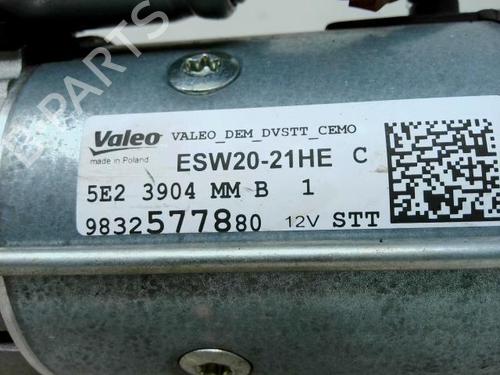 Valeo VALEO_DEM_DVSTT_CEMO
made in Poland ESW20-21HE C
5E2 3904 MM B 1
9832577880 12V STT
B-PARTS